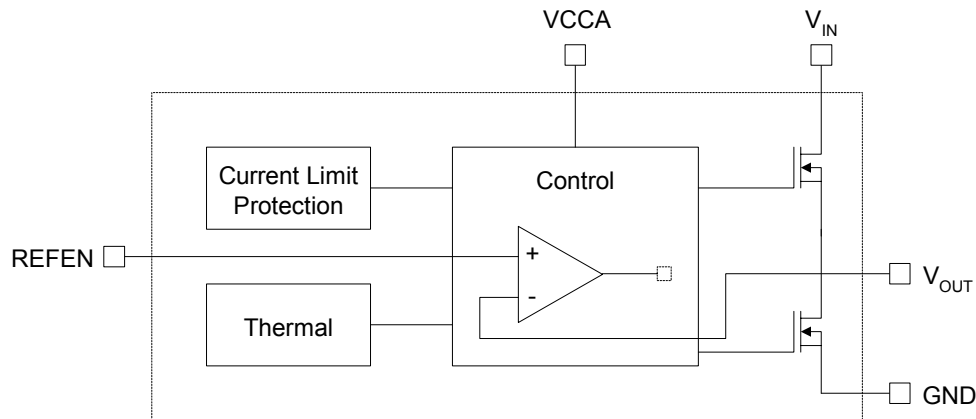 VCCA
VIN
Current Limit
Protection
Control
REFEN
+
-
VOUT
Thermal
GND